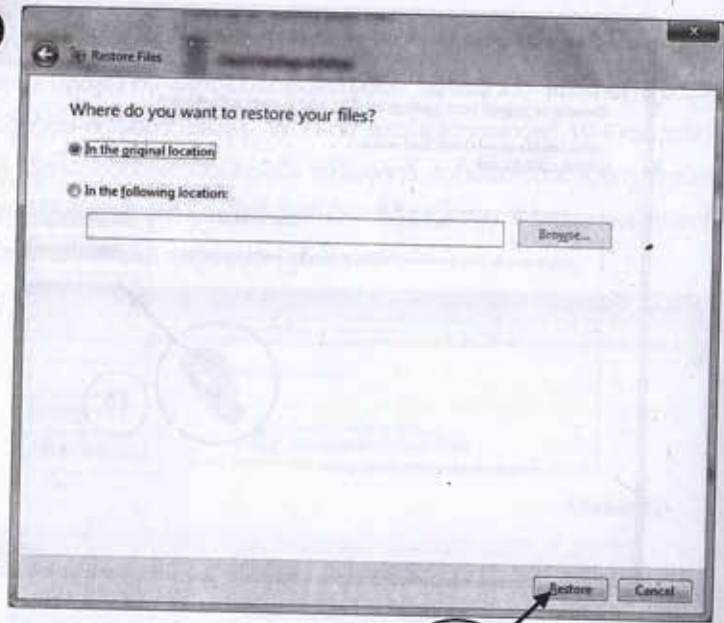 Restore Files
Where do you want to restore your files?
In the original location
In the following location:
Browse...
Restore
Cancel